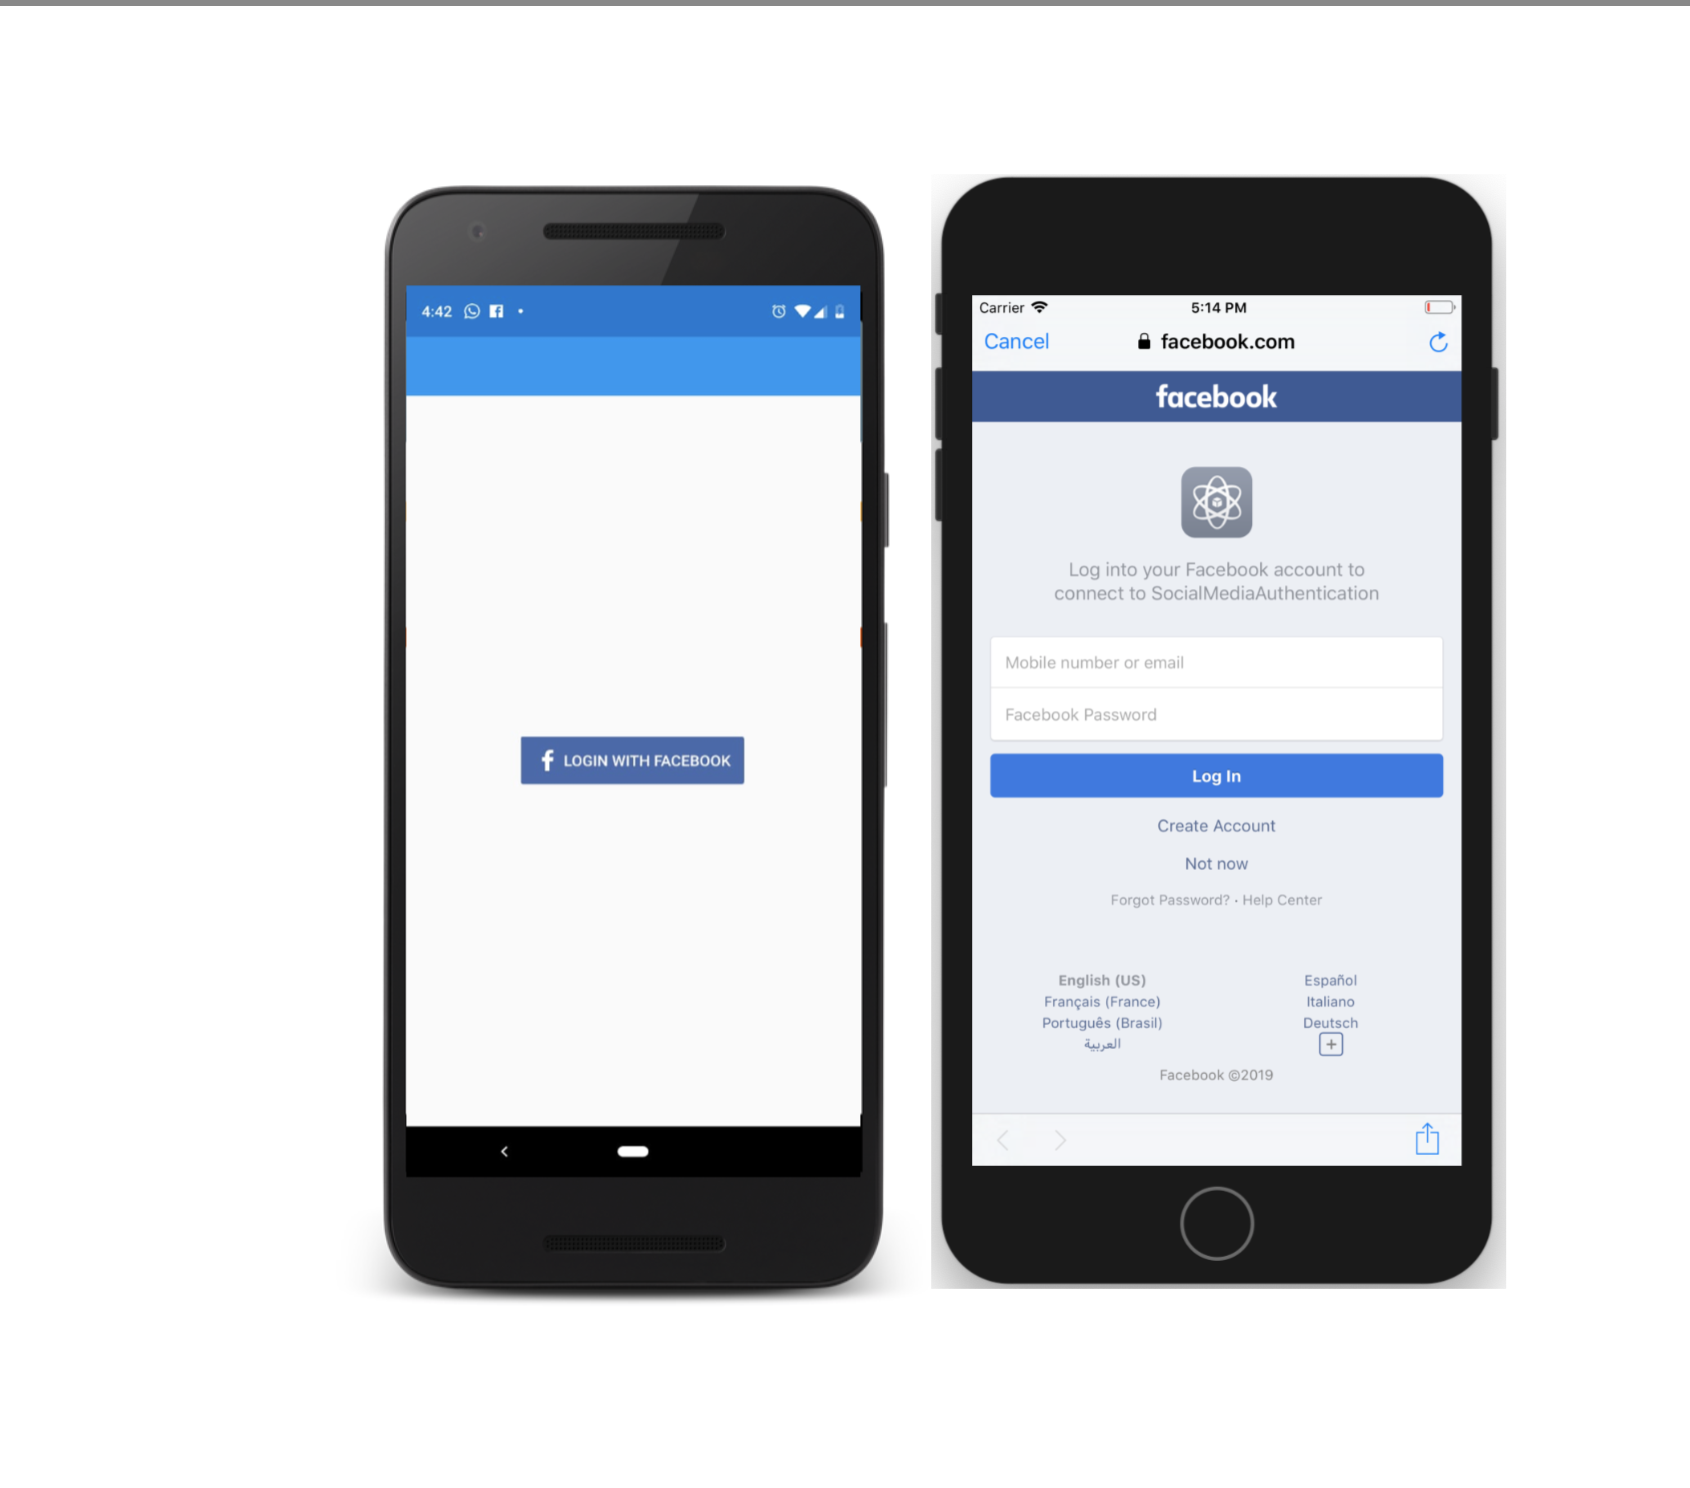 4:42
LOGIN WITH FACEBOOK
Carrier 5:14 PM
Cancel facebook.com
facebook
Log into your Facebook account to
connect to SocialMediaAuthentication
Mobile number or email
Facebook Password
Log In
Create Account
Not now
Forgot Password? · Help Center
English (US) Español
Français (France) Italiano
Português (Brasil) Deutsch
العربية
Facebook ©2019